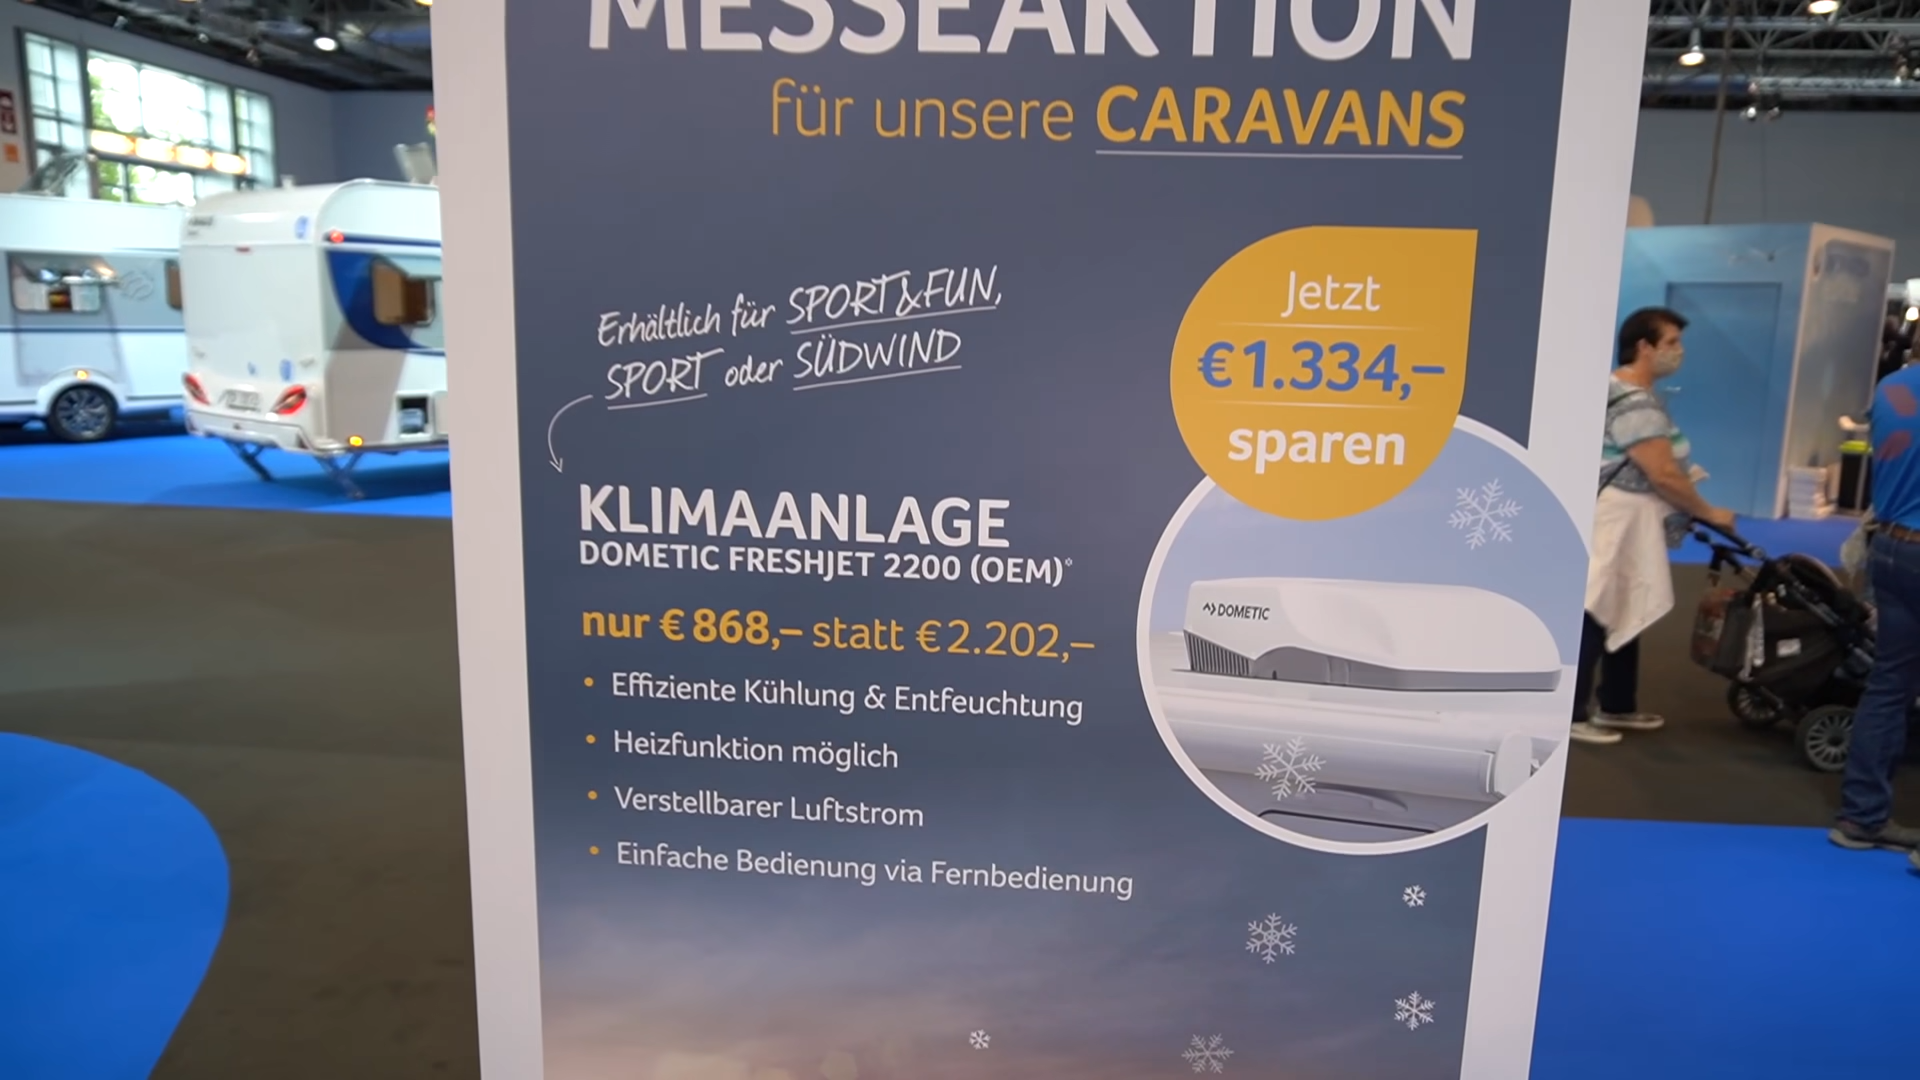 MESSEAKTION
für unsere CARAVANS
Erhältlich für SPORT&FUN,
SPORT oder SÜDWIND
Jetzt
€ 1.334,–
sparen
KLIMAANLAGE
DOMETIC FRESHJET 2200 (OEM)*
nur € 868,– statt € 2.202,–
• Effiziente Kühlung & Entfeuchtung
• Heizfunktion möglich
• Verstellbarer Luftstrom
• Einfache Bedienung via Fernbedienung
DOMETIC